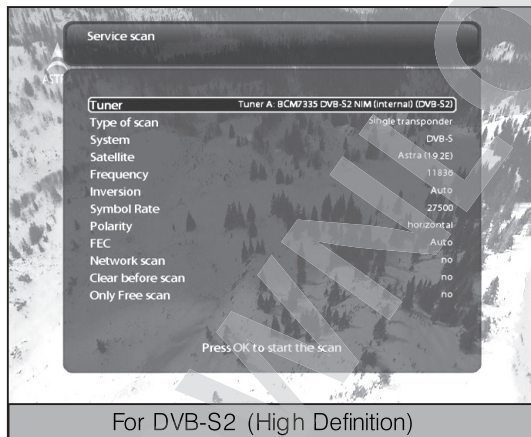 Service scan
ASTR
Tuner Tuner A: BCM7335 DVB-S2 NIM (internal) (DVB-S2)
Type of scan Single transponder
System DVB-S
Satellite Astra (19.2E)
Frequency 11836
Inversion Auto
Symbol Rate 27500
Polarity horizontal
FEC Auto
Network scan no
Clear before scan no
Only Free scan no
Press OK to start the scan
For DVB-S2 (High Definition)